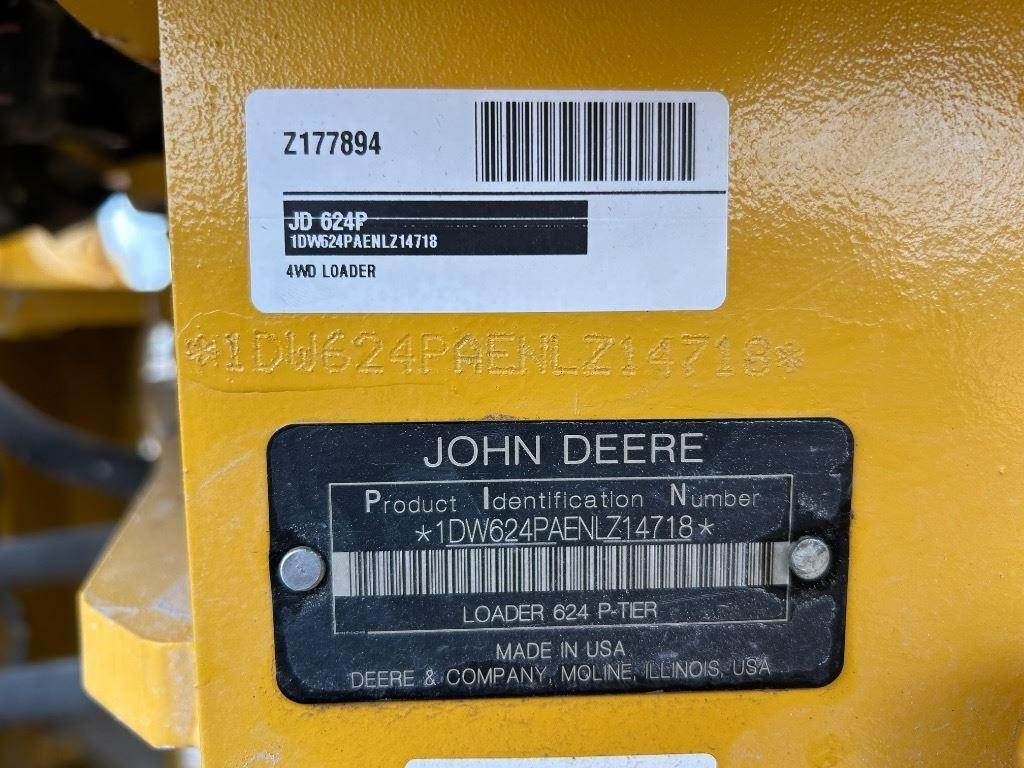 Z177894
JD 624P
1DW624PAENLZ14718
4WD LOADER
*1DW624PAENLZ14718*
JOHN DEERE
Product Identification Number
*1DW624PAENLZ14718*
LOADER 624 P-TIER
MADE IN USA
DEERE & COMPANY, MOLINE, ILLINOIS, USA